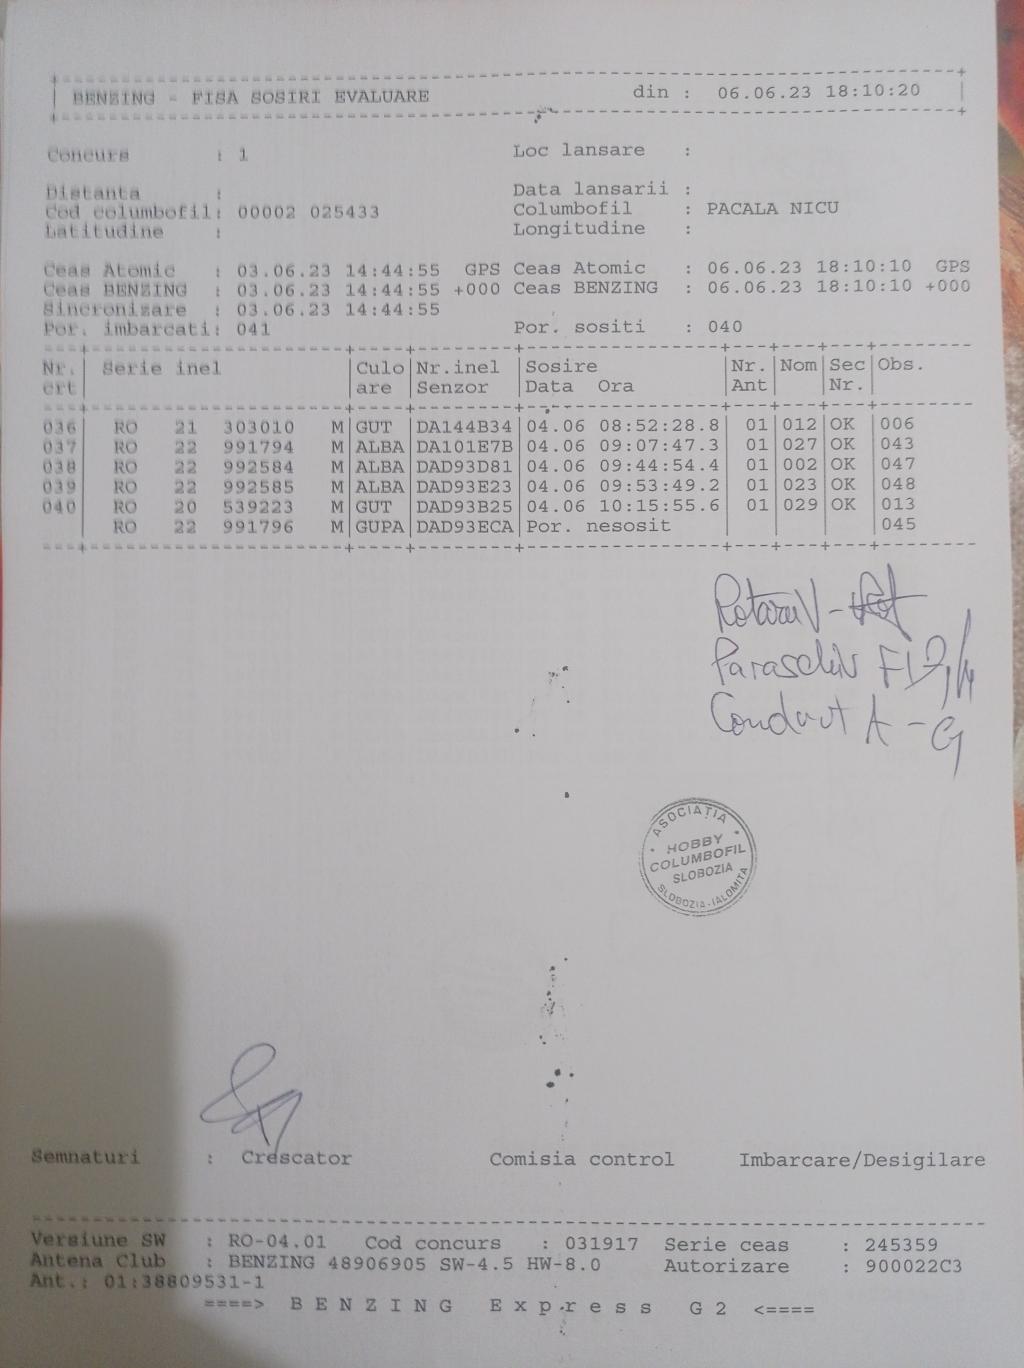 BENZING - FISA SOSIRI EVALUARE din : 06.06.23 18:10:20
Concurs : 1 Loc lansare :
Distanta : Data lansarii :
Cod columbofil: 00002 025433 Columbofil : PACALA NICU
Latitudine : Longitudine :
Ceas Atomic : 03.06.23 14:44:55 GPS Ceas Atomic : 06.06.23 18:10:10 GPS
Ceas BENZING : 03.06.23 14:44:55 +000 Ceas BENZING : 06.06.23 18:10:10 +000
Sincronizare : 03.06.23 14:44:55
Por. imbarcati: 041 Por. sositi : 040
Nr. Serie inel Culo Nr.inel Sosire Nr. Nom Sec Obs.
crt are Senzor Data Ora Ant Nr.
036 RO 21 303010 M GUT DA144B34 04.06 08:52:28.8 01 012 OK 006
037 RO 22 991794 M ALBA DA101E7B 04.06 09:07:47.3 01 027 OK 043
038 RO 22 992584 M ALBA DAD93D81 04.06 09:44:54.4 01 002 OK 047
039 RO 22 992585 M ALBA DAD93E23 04.06 09:53:49.2 01 023 OK 048
040 RO 20 539223 M GUT DAD93B25 04.06 10:15:55.6 01 029 OK 013
RO 22 991796 M GUPA DAD93ECA Por. nesosit 045
Rotaru V -
Paraschiv F
Conduct A - G
ASOCIAȚIA
HOBBY
COLUMBOFIL
SLOBOZIA
SLOBOZIA-IALOMITA
Semnaturi : Crescator Comisia control Imbarcare/Desigilare
Versiune SW : RO-04.01 Cod concurs : 031917 Serie ceas : 245359
Antena Club : BENZING 48906905 SW-4.5 HW-8.0 Autorizare : 900022C3
Ant.: 01:38809531-1
====> B E N Z I N G E x p r e s s G 2 <====